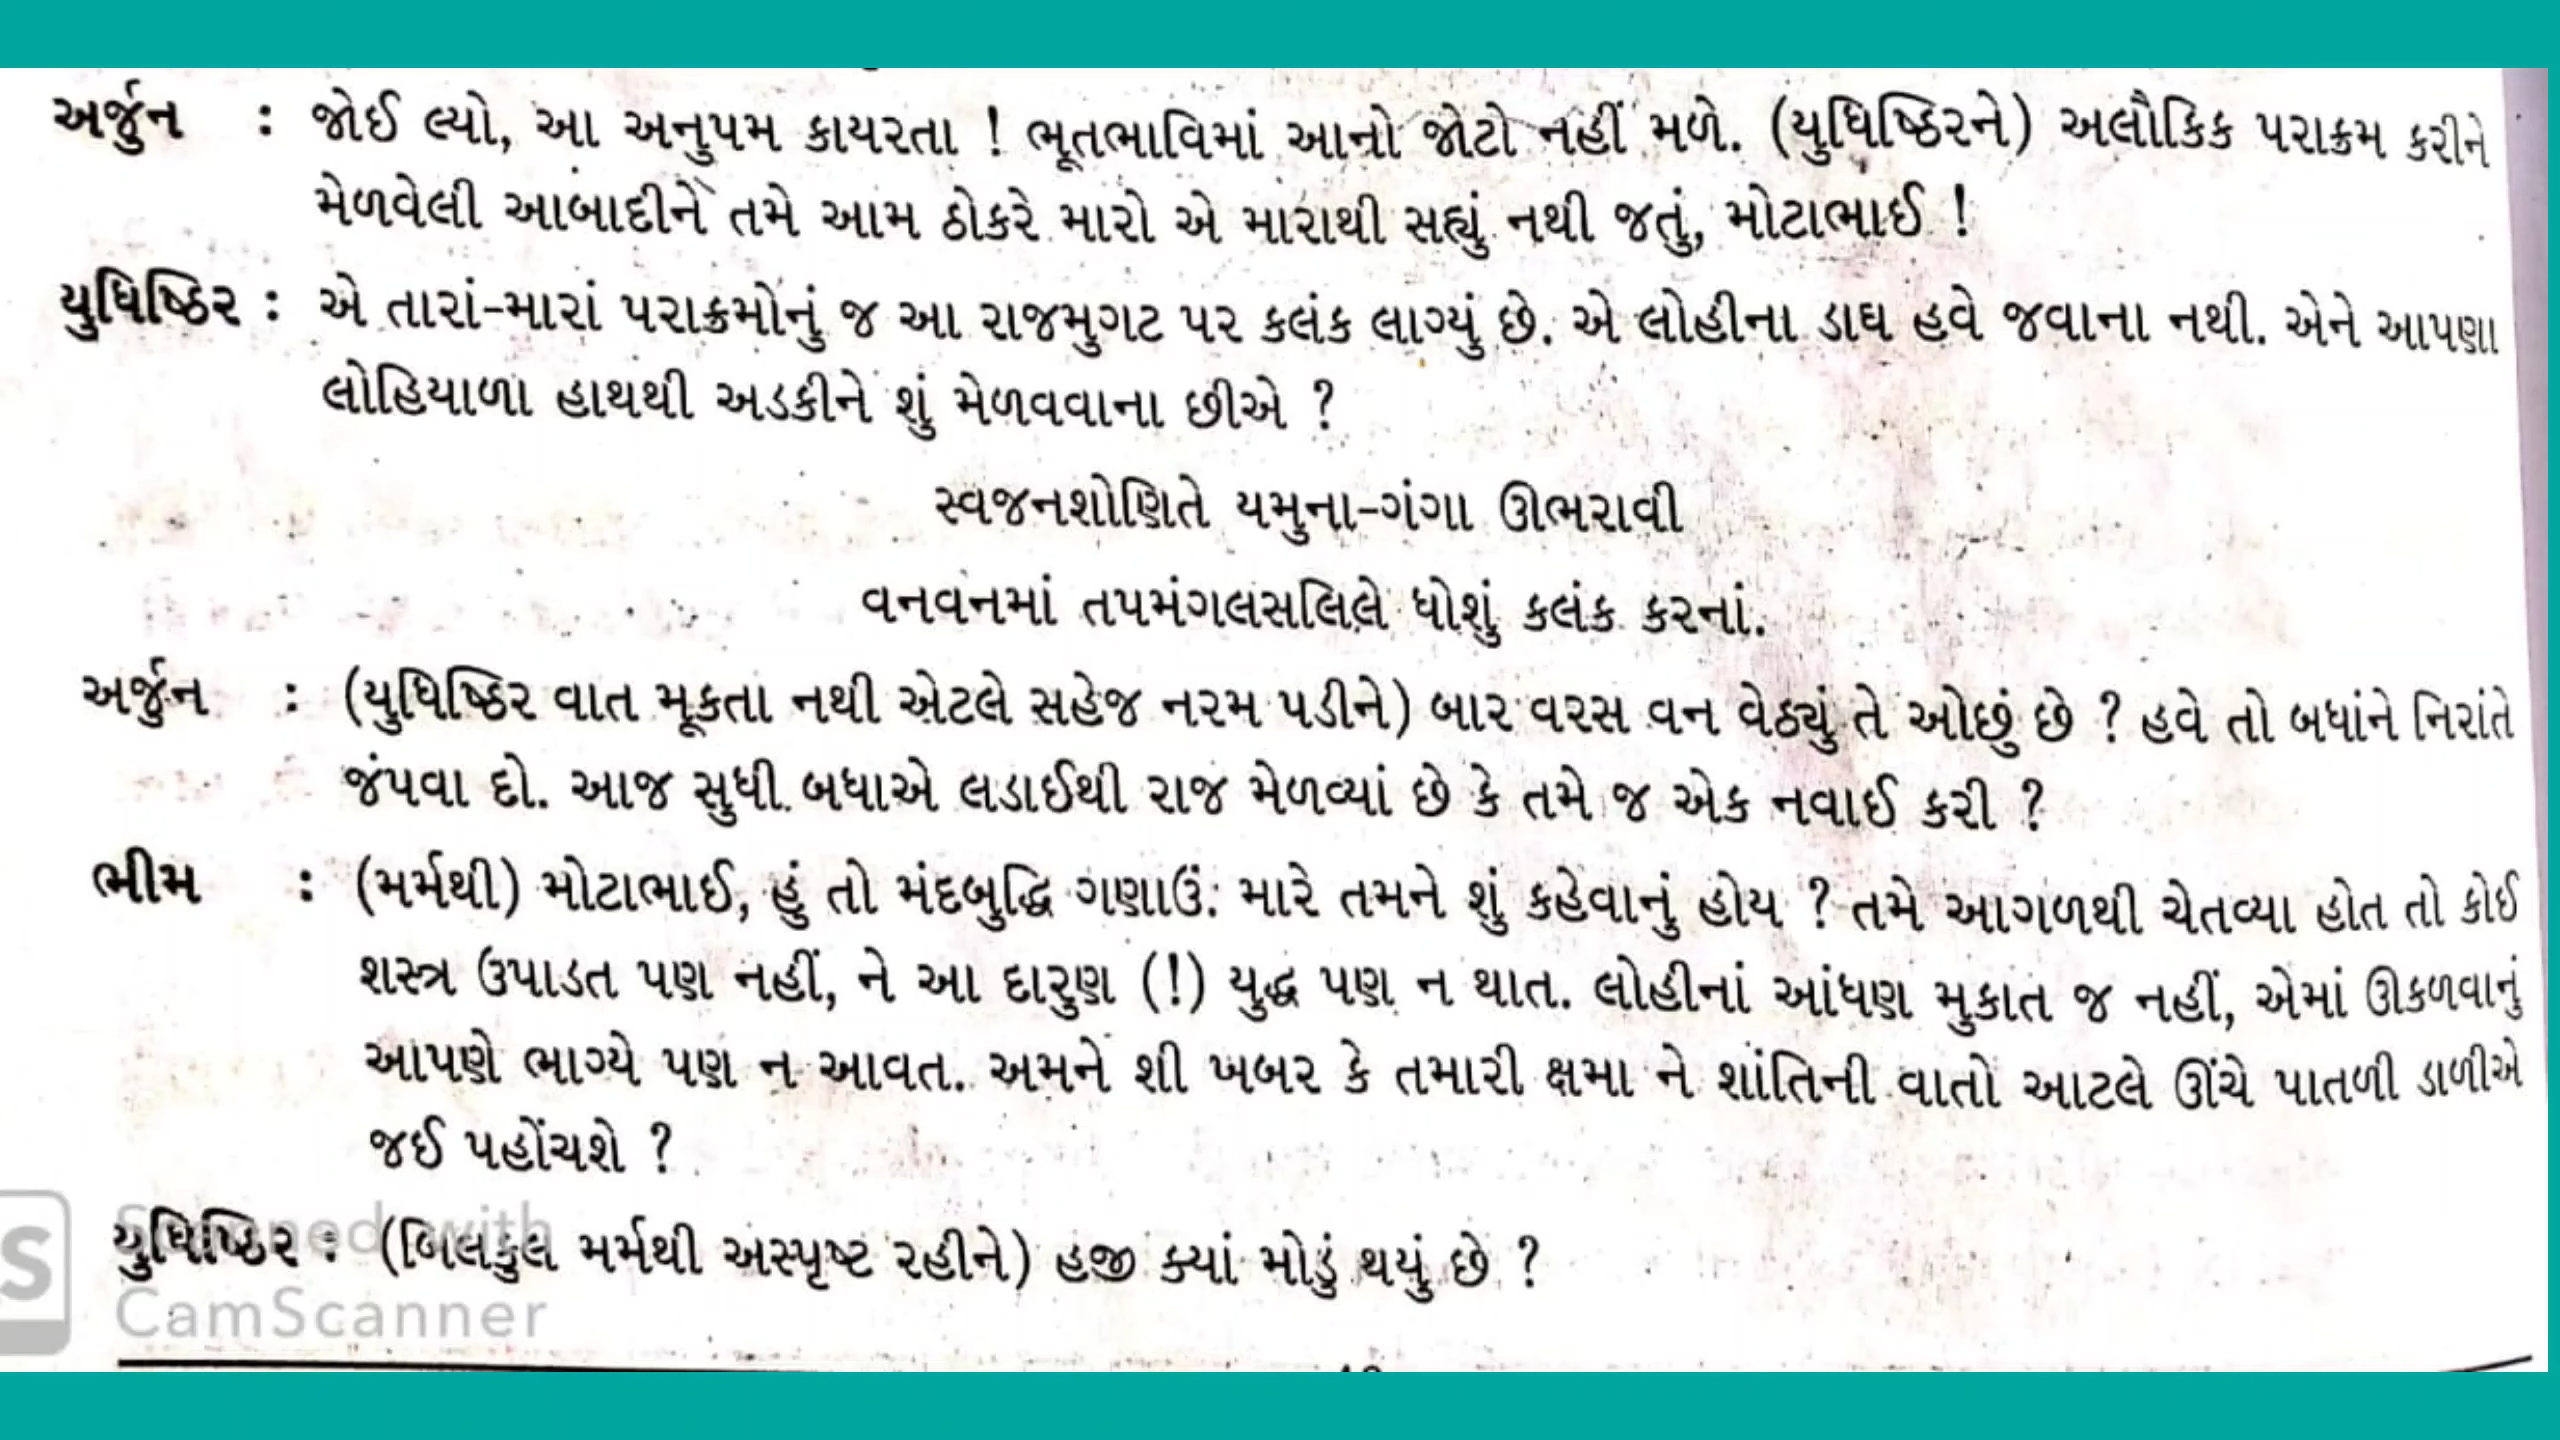 અર્જુન : જોઈ લ્યો, આ અનુપમ કાયરતા ! ભૂતભાવિમાં આનો જોટો નહીં મળે. (યુધિષ્ઠિરને) અલૌકિક પરાક્રમ કરીને
મેળવેલી આબાદીને તમે આમ ઠોકરે મારો એ મારાથી સહ્યું નથી જતું, મોટાભાઈ !
યુધિષ્ઠિર : એ તારાં-મારાં પરાક્રમોનું જ આ રાજમુગટ પર કલંક લાગ્યું છે. એ લોહીના ડાઘ હવે જવાના નથી. એને આપણા
લોહિયાળા હાથથી અડકીને શું મેળવવાના છીએ ?
સ્વજનશોણિતે યમુના-ગંગા ઊભરાવી
વનવનમાં તપમંગલસલિલે ધોશું કલંક કરનાં.
અર્જુન : (યુધિષ્ઠિર વાત મૂકતા નથી એટલે સહેજ નરમ પડીને) બાર વરસ વન વેઠ્યું તે ઓછું છે ? હવે તો બધાંને નિરાંતે
જંપવા દો. આજ સુધી બધાએ લડાઈથી રાજ મેળવ્યાં છે કે તમે જ એક નવાઈ કરી ?
ભીમ : (મર્મથી) મોટાભાઈ, હું તો મંદબુદ્ધિ ગણાઉં. મારે તમને શું કહેવાનું હોય ? તમે આગળથી ચેતવ્યા હોત તો કોઈ
શસ્ત્ર ઉપાડત પણ નહીં, ને આ દારુણ (!) યુદ્ધ પણ ન થાત. લોહીનાં આંધણ મુકાત જ નહીં, એમાં ઊકળવાનું
આપણે ભાગ્યે પણ ન આવત. અમને શી ખબર કે તમારી ક્ષમા ને શાંતિની વાતો આટલે ઊંચે પાતળી ડાળીએ
જઈ પહોંચશે ?
યુધિષ્ઠિર : (બિલકુલ મર્મથી અસ્પૃષ્ટ રહીને) હજી ક્યાં મોડું થયું છે ?
Scanned with
CamScanner